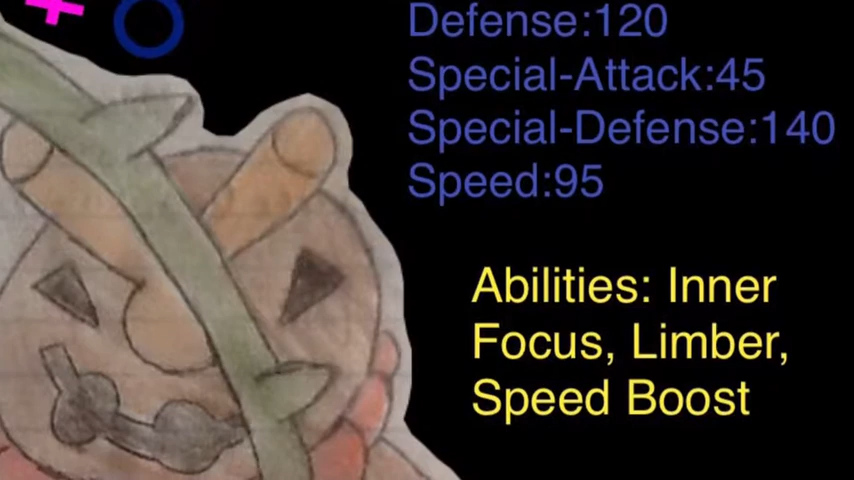 Defense:120
Special-Attack:45
Special-Defense:140
Speed:95
Abilities: Inner
Focus, Limber,
Speed Boost